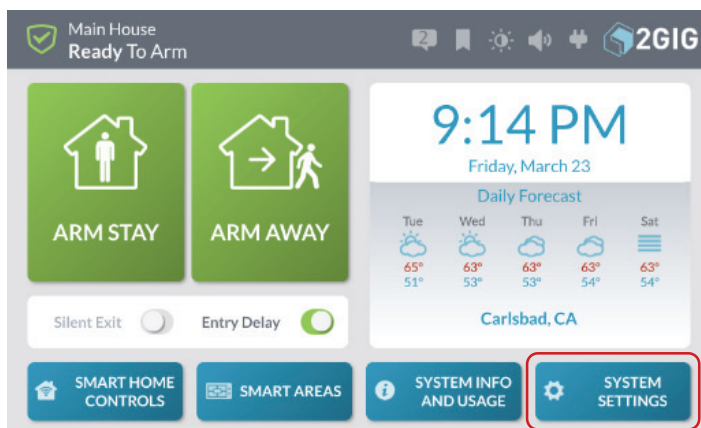 Main House
Ready To Arm
2
2GIG
ARM STAY
ARM AWAY
9:14 PM
Friday, March 23
Daily Forecast
Tue Wed Thu Fri Sat
65° 63° 63° 63° 63°
51° 53° 53° 54° 54°
Carlsbad, CA
Silent Exit
Entry Delay
SMART HOME
CONTROLS
SMART AREAS
SYSTEM INFO
AND USAGE
SYSTEM
SETTINGS